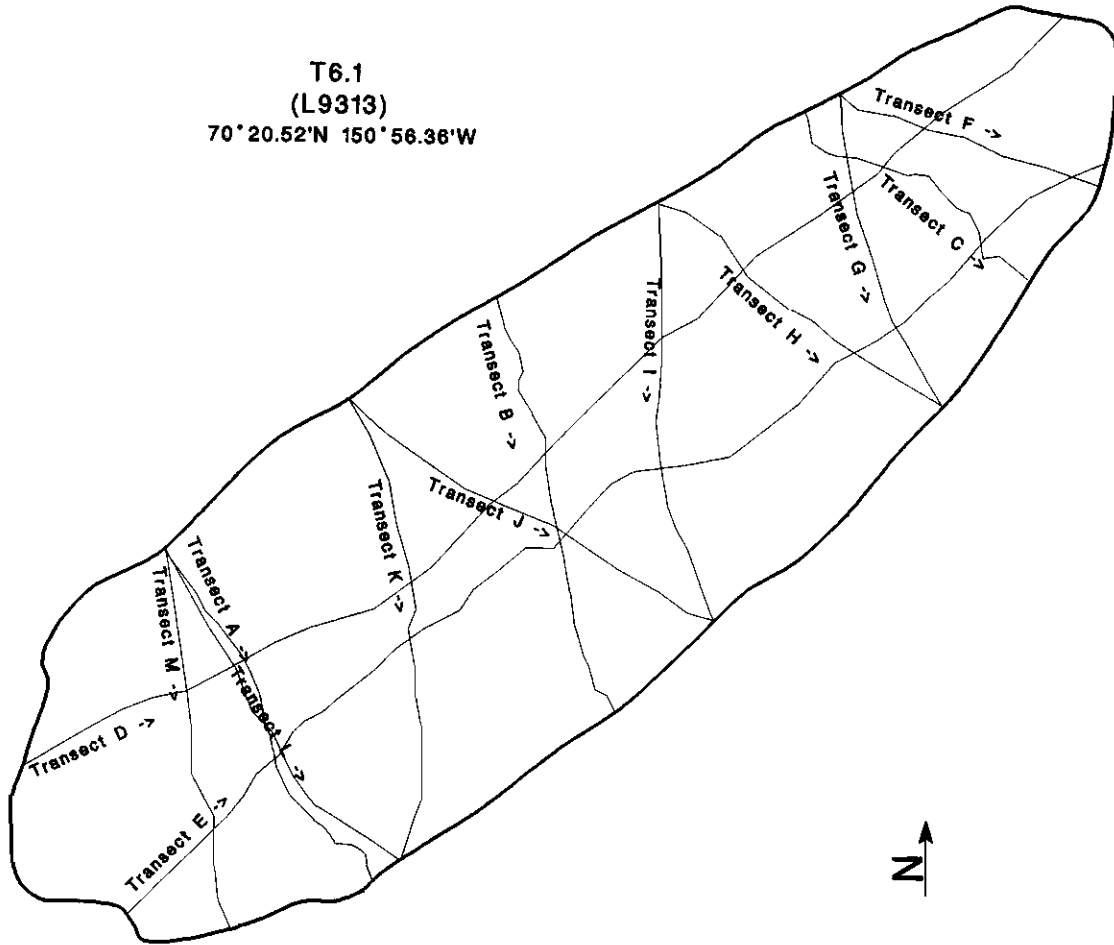 T6.1
(L9313)
70°20.52'N 150°56.36'W
Transect F ->
Transect C ->
Transect G ->
Transect H ->
Transect I ->
Transect B ->
Transect J ->
Transect K ->
Transect A ->
Transect M ->
Transect L ->
Transect D ->
Transect E ->
N